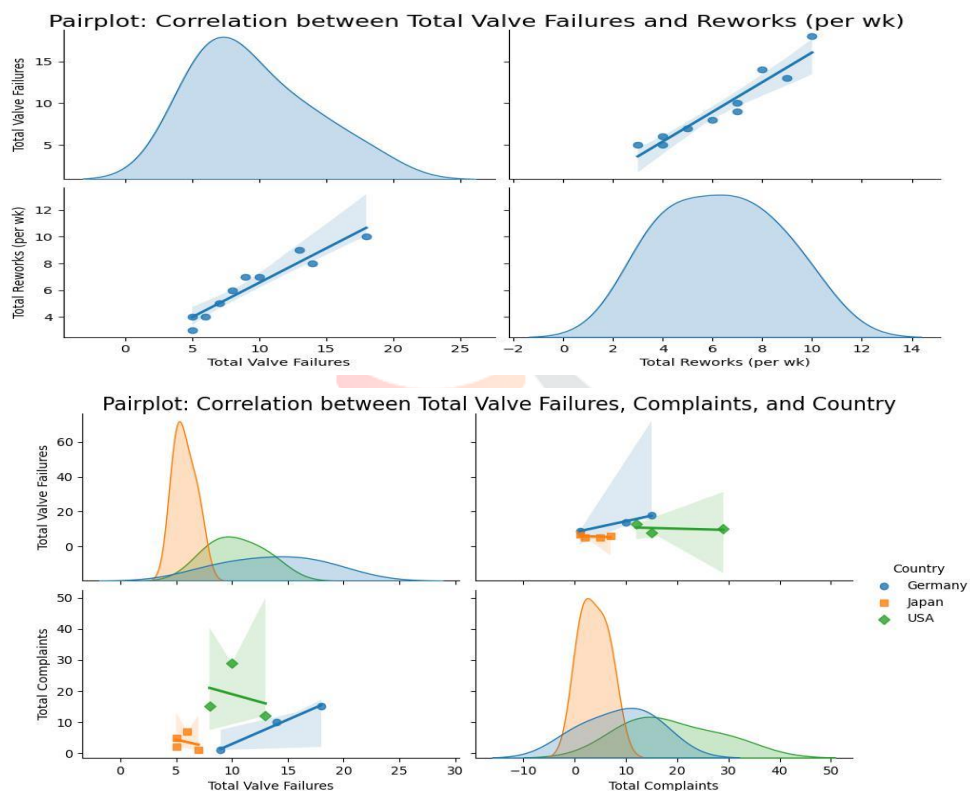 Pairplot: Correlation between Total Valve Failures and Reworks (per wk)
Total Valve Failures
15
10
5
Total Reworks (per wk)
12
10
8
6
4
0 5 10 15 20 25
Total Valve Failures
−2 0 2 4 6 8 10 12 14
Total Reworks (per wk)
Pairplot: Correlation between Total Valve Failures, Complaints, and Country
Total Valve Failures
60
40
20
0
Country
Germany
Japan
USA
Total Complaints
50
40
30
20
10
0
0 5 10 15 20 25 30
Total Valve Failures
−10 0 10 20 30 40 50
Total Complaints